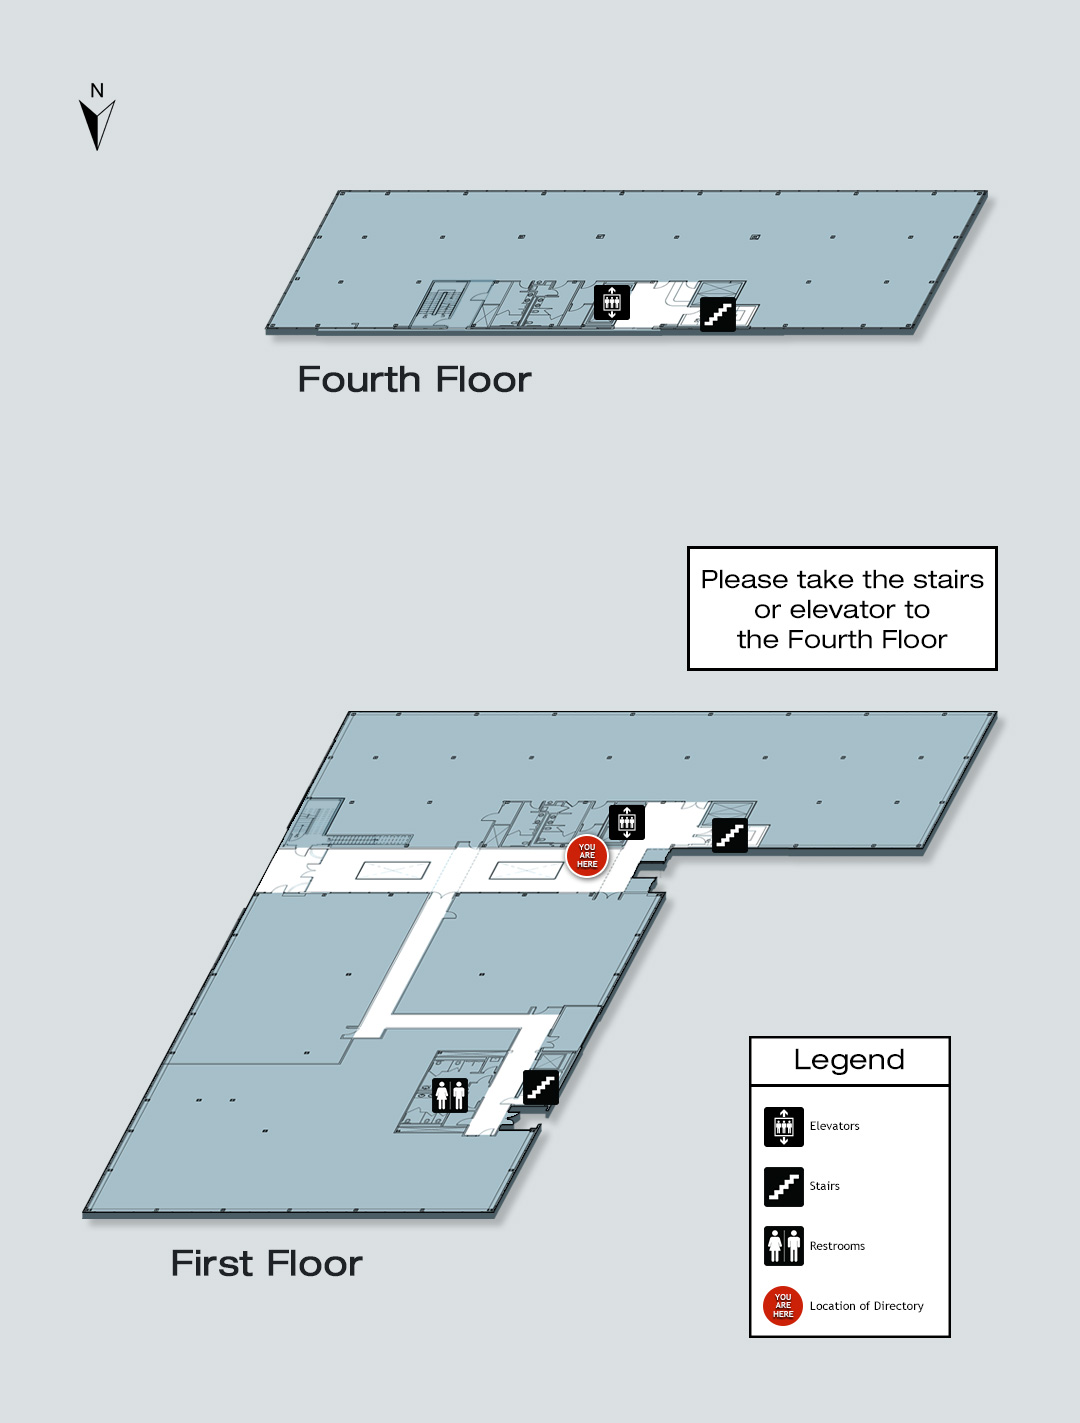 N
Fourth Floor
Please take the stairs
or elevator to
the Fourth Floor
YOU
ARE
HERE
First Floor
Legend
Elevators
Stairs
Restrooms
YOU
ARE
HERE
Location of Directory